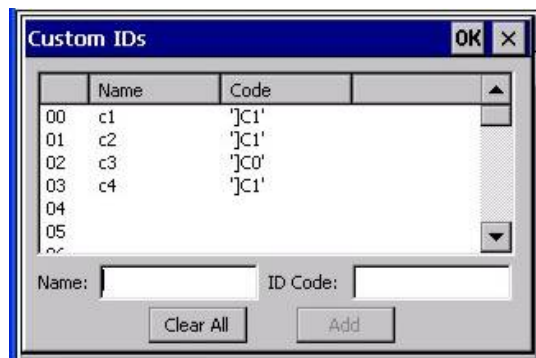 Custom IDs OK ×
Name Code
00 c1 ']C1'
01 c2 ']C1'
02 c3 ']C0'
03 c4 ']C1'
04
05
Name: ID Code:
Clear All Add